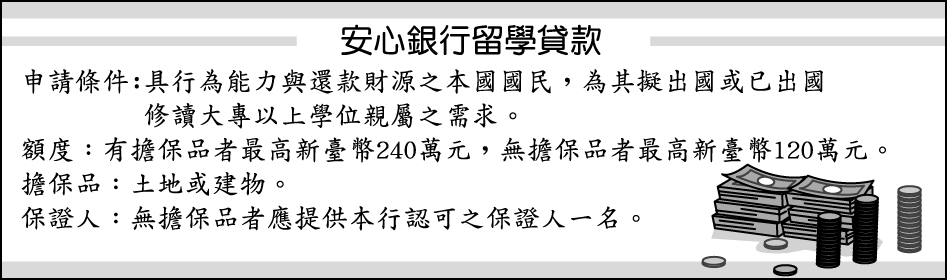 安心銀行留學貸款
申請條件:具行為能力與還款財源之本國國民，為其擬出國或已出國
修讀大專以上學位親屬之需求。
額度：有擔保品者最高新臺幣240萬元，無擔保品者最高新臺幣120萬元。
擔保品：土地或建物。
保證人：無擔保品者應提供本行認可之保證人一名。